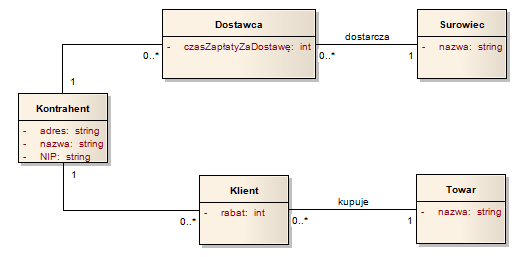 Dostawca
- czasZapłatyZaDostawę: int
0..*
dostarcza
0..*
1
Surowiec
- nazwa: string
1
Kontrahent
- adres: string
- nazwa: string
- NIP: string
1
0..*
Klient
- rabat: int
kupuje
0..*
1
Towar
- nazwa: string